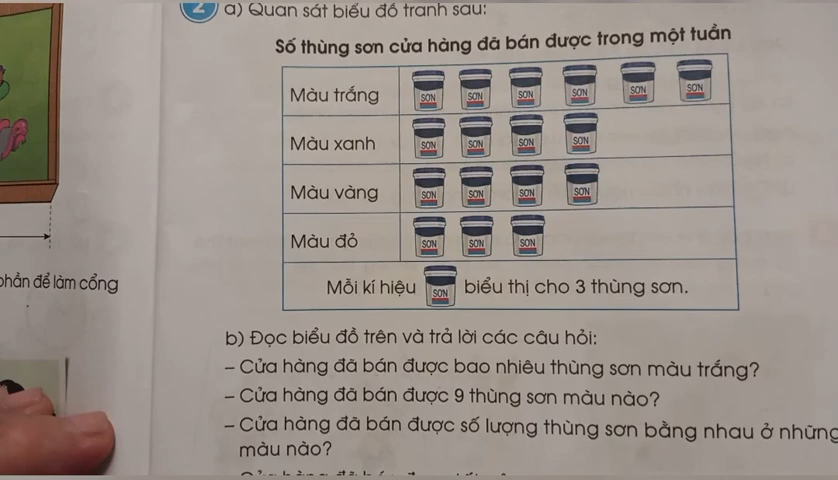 2 a) Quan sát biểu đồ tranh sau:
Số thùng sơn cửa hàng đã bán được trong một tuần
Màu trắng SƠN SƠN SƠN SƠN SƠN SƠN
Màu xanh SƠN SƠN SƠN SƠN
Màu vàng SƠN SƠN SƠN SƠN
Màu đỏ SƠN SƠN SƠN
Mỗi kí hiệu SƠN biểu thị cho 3 thùng sơn.
phần để làm cổng
b) Đọc biểu đồ trên và trả lời các câu hỏi:
– Cửa hàng đã bán được bao nhiêu thùng sơn màu trắng?
– Cửa hàng đã bán được 9 thùng sơn màu nào?
– Cửa hàng đã bán được số lượng thùng sơn bằng nhau ở những
màu nào?